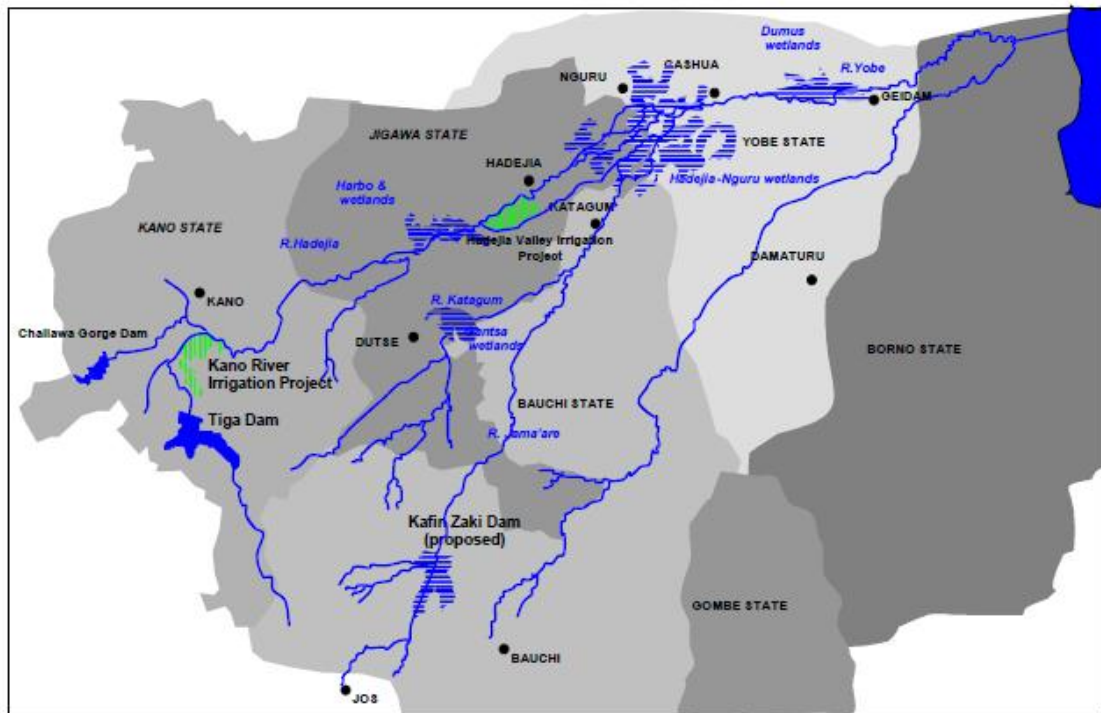 Dumus
wetlands
GASHUA
NGURU
R.Yobe
GEIDAM
JIGAWA STATE
YOBE STATE
HADEJIA
Hadejia-Nguru wetlands
Harbo &
wetlands
KATAGUM
KANO STATE
Hadejia Valley Irrigation
Project
R.Hadejia
DAMATURU
KANO
R. Katagum
Challawa Gorge Dam
DUTSE
wetlands
BORNO STATE
Kano River
Irrigation Project
BAUCHI STATE
Tiga Dam
R. Jama'are
Kafin Zaki Dam
(proposed)
GOMBE STATE
BAUCHI
JOS